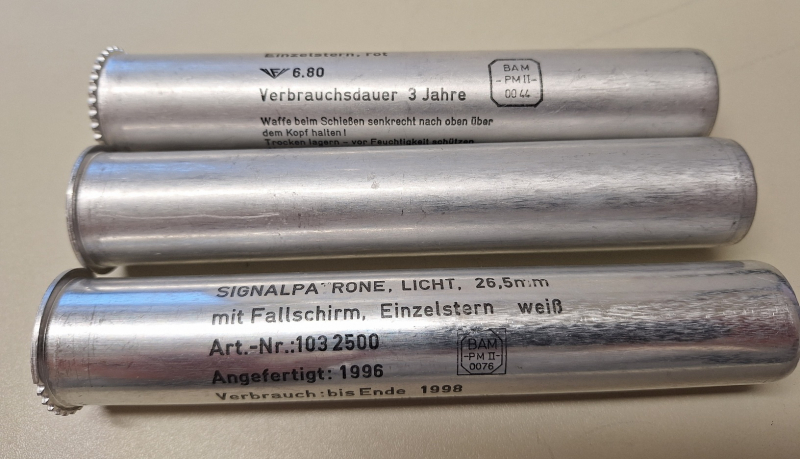 Einzelstern, rot
6.80
Verbrauchsdauer 3 Jahre
BAM
-PM II-
00 44
Waffe beim Schießen senkrecht nach oben über
dem Kopf halten!
Trocken lagern – vor Feuchtigkeit schützen
SIGNALPATRONE, LICHT, 26,5mm
mit Fallschirm, Einzelstern weiß
Art.-Nr.:103 2500
Angefertigt: 1996
Verbrauch: bis Ende 1998
BAM
-PM II-
0076